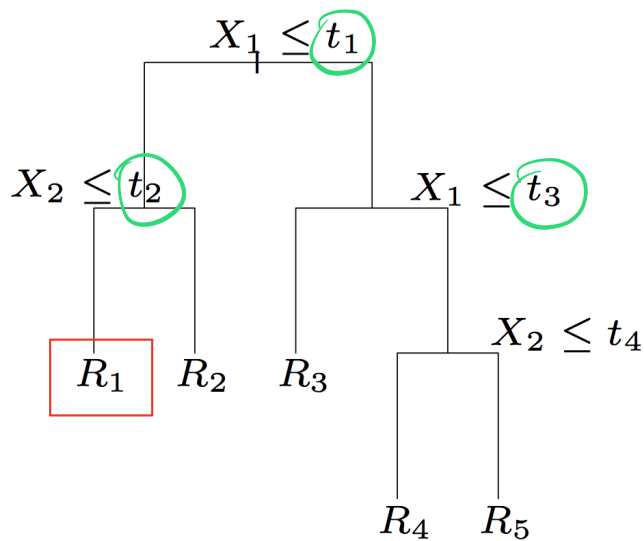 X₁ ≤ t₁
X₂ ≤ t₂
X₁ ≤ t₃
X₂ ≤ t₄
R₁
R₂
R₃
R₄
R₅